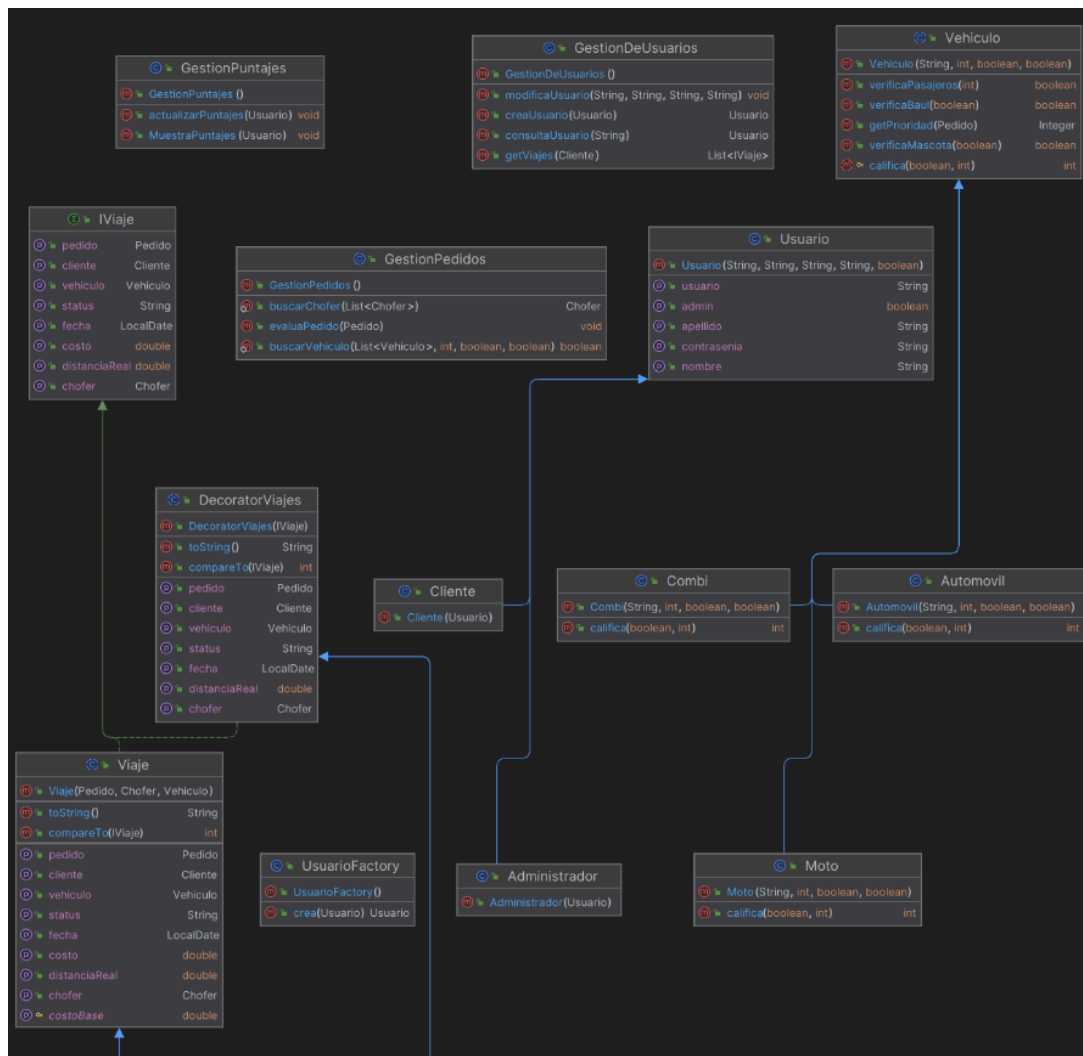 GestionPuntajes
GestionPuntajes ()
actualizarPuntajes(Usuario) void
MuestraPuntajes (Usuario) void
GestionDeUsuarios
GestionDeUsuarios ()
modificaUsuario(String, String, String, String) void
creaUsuario(Usuario) Usuario
consultaUsuario(String) Usuario
getViajes(Cliente) List<IViaje>
Vehiculo
Vehiculo(String, int, boolean, boolean)
verificaPasajeros(int) boolean
verificaBaul(boolean) boolean
getPrioridad(Pedido) Integer
verificaMascota(boolean) boolean
califica(boolean, int) int
IViaje
pedido Pedido
cliente Cliente
vehiculo Vehiculo
status String
fecha LocalDate
costo double
distanciaReal double
chofer Chofer
GestionPedidos
GestionPedidos ()
buscarChofer(List<Chofer>) Chofer
evaluaPedido(Pedido) void
buscarVehiculo(List<Vehiculo>, int, boolean, boolean) boolean
Usuario
Usuario(String, String, String, String, boolean)
usuario String
admin boolean
apellido String
contrasenia String
nombre String
DecoratorViajes
DecoratorViajes(IViaje)
toString() String
compareTo(IViaje) int
pedido Pedido
cliente Cliente
vehiculo Vehiculo
status String
fecha LocalDate
distanciaReal double
chofer Chofer
Cliente
Cliente(Usuario)
Combi
Combi(String, int, boolean, boolean)
califica(boolean, int) int
Automovil
Automovil(String, int, boolean, boolean)
califica(boolean, int) int
Viaje
Viaje(Pedido, Chofer, Vehiculo)
toString() String
compareTo(IViaje) int
pedido Pedido
cliente Cliente
vehiculo Vehiculo
status String
fecha LocalDate
costo double
distanciaReal double
chofer Chofer
costoBase double
UsuarioFactory
UsuarioFactory()
crea(Usuario) Usuario
Administrador
Administrador(Usuario)
Moto
Moto(String, int, boolean, boolean)
califica(boolean, int) int